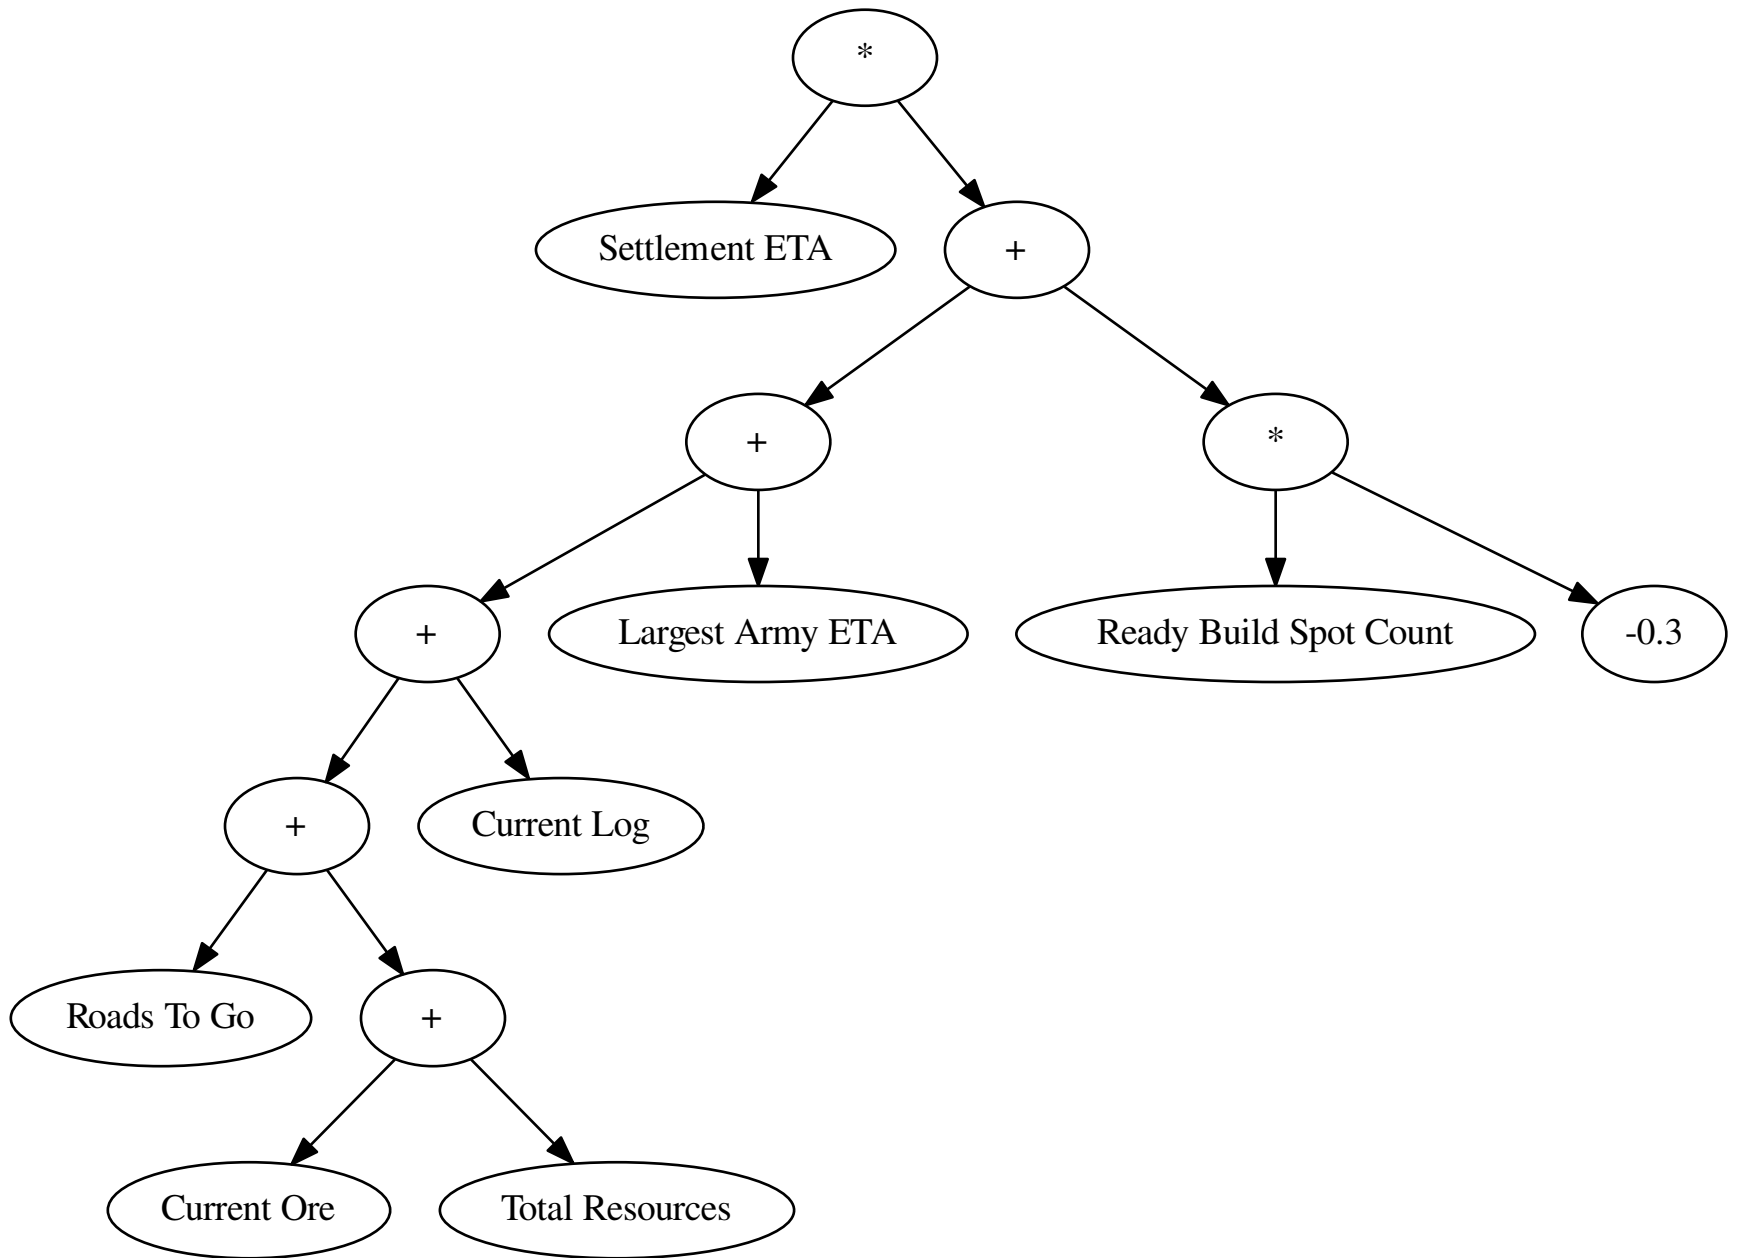 *
Settlement ETA
+
+
*
+
Largest Army ETA
Ready Build Spot Count
-0.3
+
Current Log
Roads To Go
+
Current Ore
Total Resources